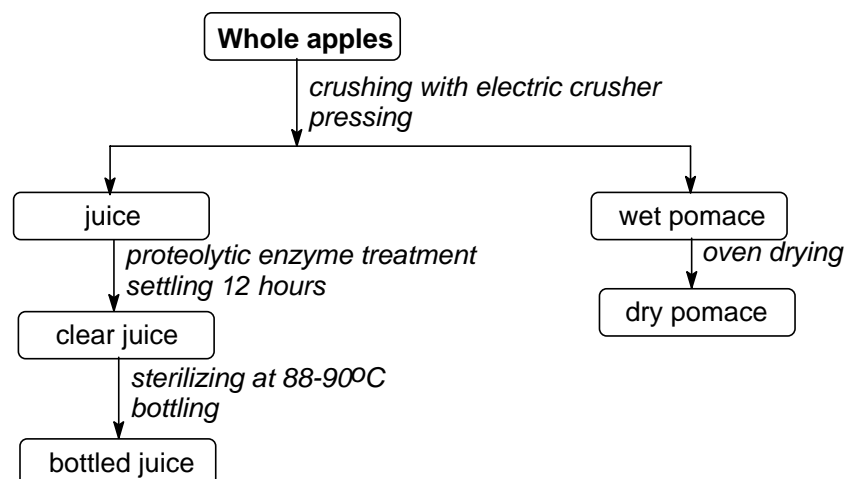 Whole apples
crushing with electric crusher
pressing
juice
wet pomace
proteolytic enzyme treatment
settling 12 hours
oven drying
clear juice
dry pomace
sterilizing at 88-90ºC
bottling
bottled juice